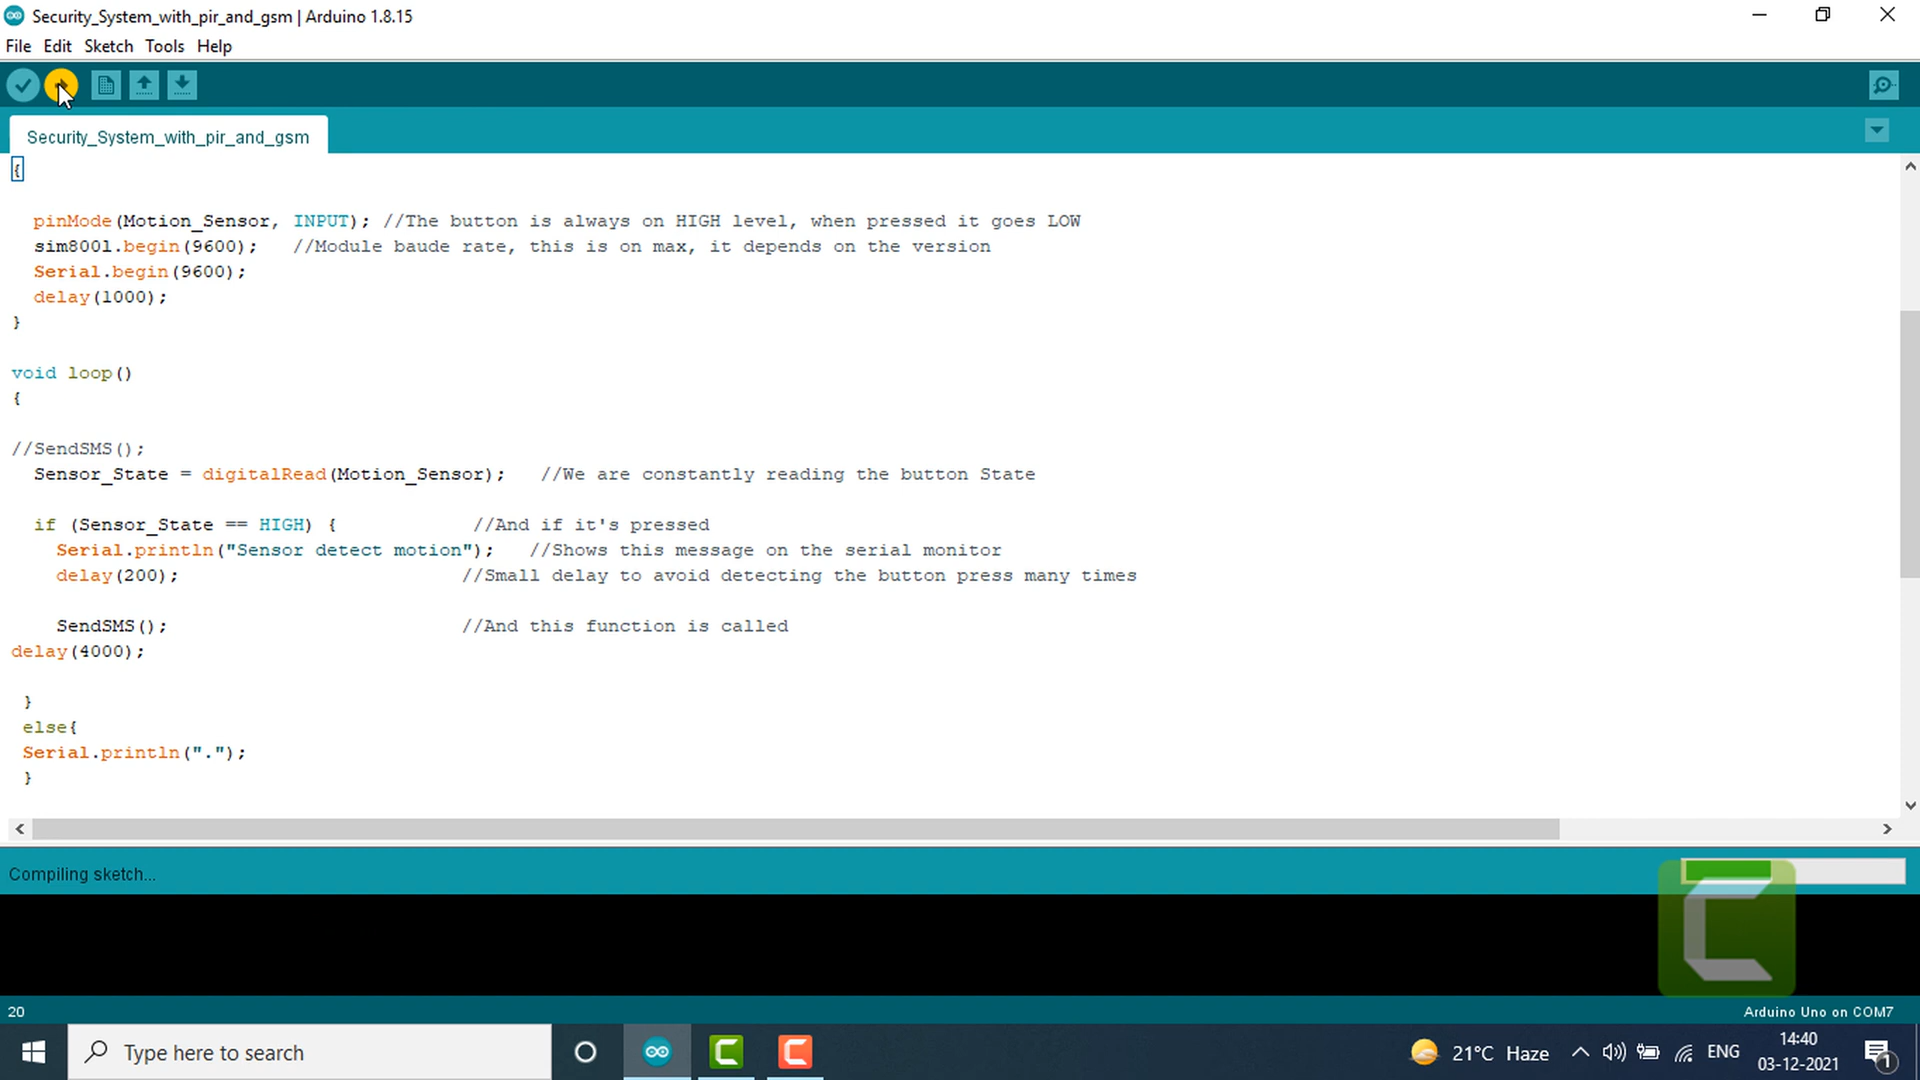 Security_System_with_pir_and_gsm | Arduino 1.8.15
File Edit Sketch Tools Help
Security_System_with_pir_and_gsm
{
pinMode(Motion_Sensor, INPUT); //The button is always on HIGH level, when pressed it goes LOW
sim800l.begin(9600);   //Module baude rate, this is on max, it depends on the version
Serial.begin(9600);
delay(1000);
}
void loop()
{
//SendSMS();
Sensor_State = digitalRead(Motion_Sensor);   //We are constantly reading the button State
if (Sensor_State == HIGH) {            //And if it's pressed
Serial.println("Sensor detect motion");   //Shows this message on the serial monitor
delay(200);                         //Small delay to avoid detecting the button press many times
SendSMS();                          //And this function is called
delay(4000);
}
else{
Serial.println(".");
}
Compiling sketch...
20
Arduino Uno on COM7
Type here to search
21°C Haze
ENG
14:40
03-12-2021
1